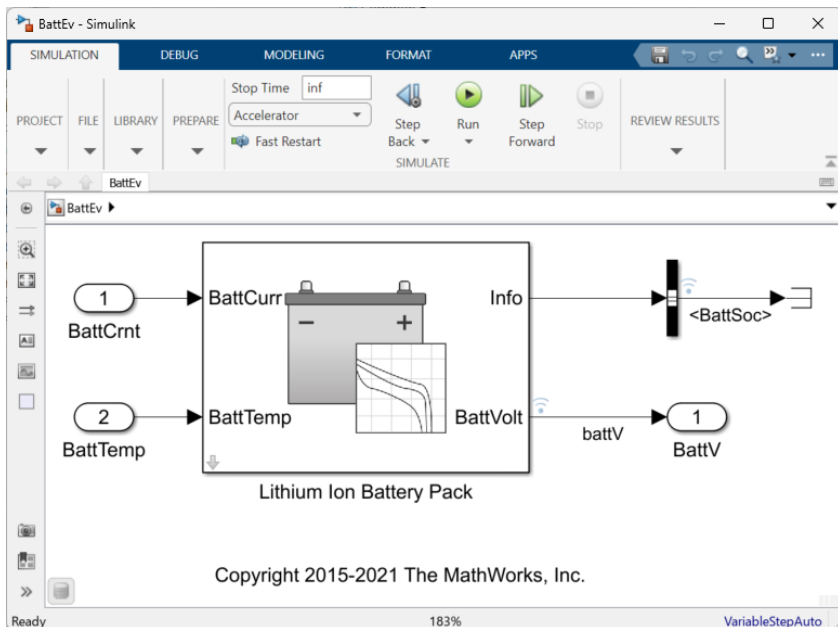 BattEv - Simulink
SIMULATION DEBUG MODELING FORMAT APPS
Stop Time inf
Accelerator
Fast Restart
PROJECT FILE LIBRARY PREPARE
Step Back
Run
Step Forward
Stop
REVIEW RESULTS
SIMULATE
BattEv
BattEv
1
BattCrnt
2
BattTemp
BattCurr
BattTemp
Info
BattVolt
Lithium Ion Battery Pack
<BattSoc>
battV
1
BattV
Copyright 2015-2021 The MathWorks, Inc.
Ready 183% VariableStepAuto